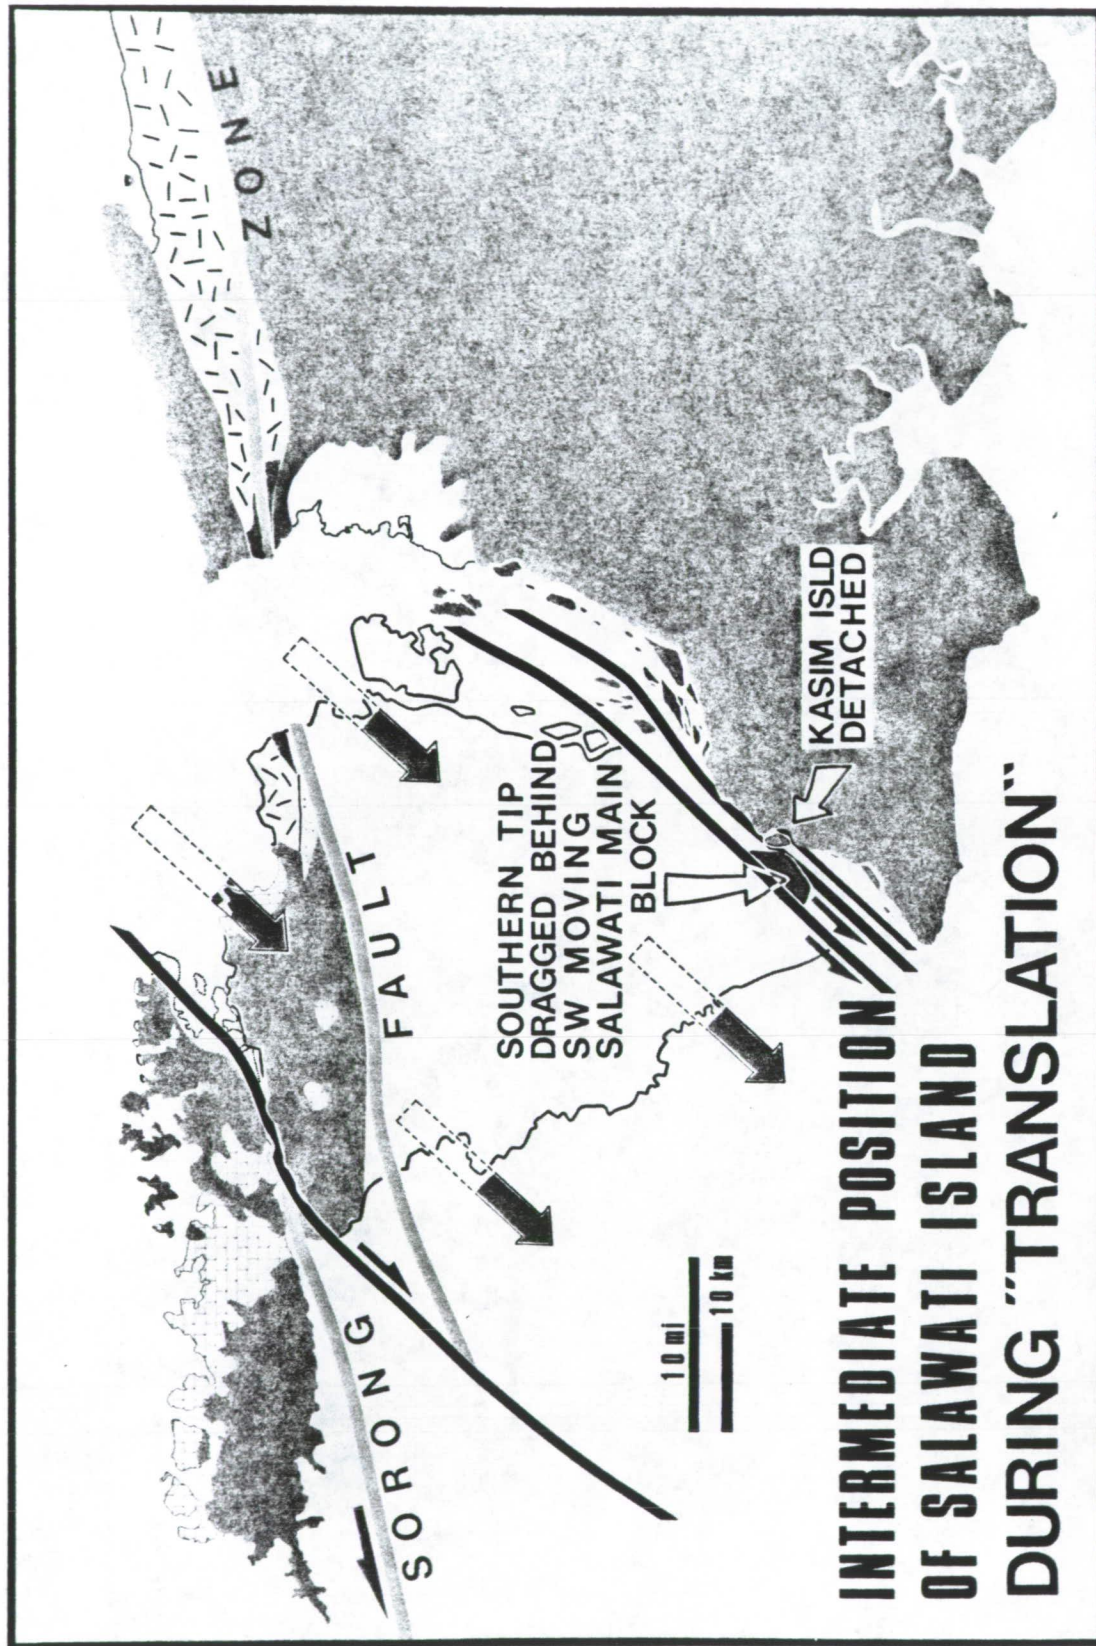 ZONE
SORONG FAULT
SOUTHERN TIP
DRAGGED BEHIND
SW MOVING
SALAWATI MAIN
BLOCK
KASIM ISLD
DETACHED
10 mi
10 km
INTERMEDIATE POSITION
OF SALAWATI ISLAND
DURING "TRANSLATION"